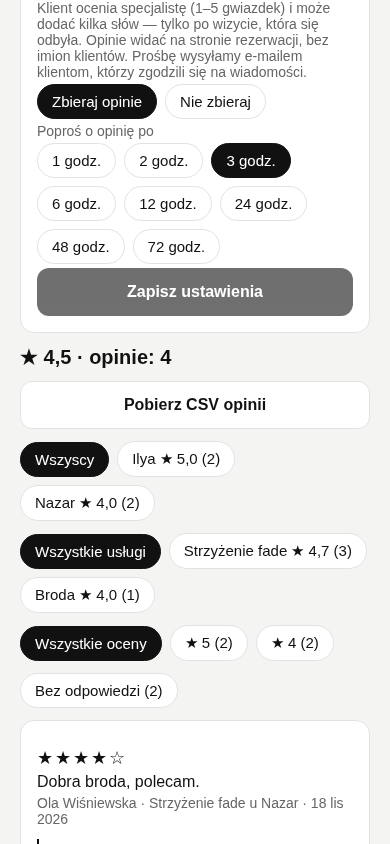 Klient ocenia specjalistę (1–5 gwiazdek) i może
dodać kilka słów — tylko po wizycie, która się
odbyła. Opinie widać na stronie rezerwacji, bez
imion klientów. Prośbę wysyłamy e-mailem
klientom, którzy zgodzili się na wiadomości.
Zbieraj opinie Nie zbieraj
Poproś o opinię po
1 godz. 2 godz. 3 godz.
6 godz. 12 godz. 24 godz.
48 godz. 72 godz.
Zapisz ustawienia
★ 4,5 · opinie: 4
Pobierz CSV opinii
Wszyscy Ilya ★ 5,0 (2)
Nazar ★ 4,0 (2)
Wszystkie usługi Strzyżenie fade ★ 4,7 (3)
Broda ★ 4,0 (1)
Wszystkie oceny ★ 5 (2) ★ 4 (2)
Bez odpowiedzi (2)
★★★★☆
Dobra broda, polecam.
Ola Wiśniewska · Strzyżenie fade u Nazar · 18 lis
2026